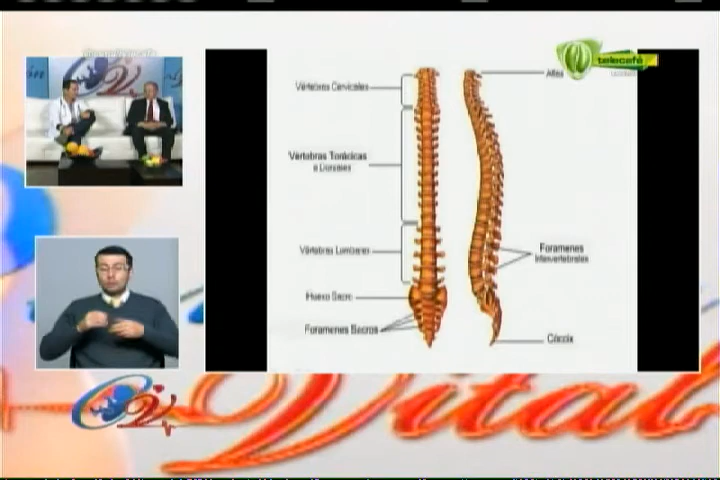 telecafé
Vértebras Cervicales
Atlas
Vértebras Torácicas
o Dorsales
Vértebras Lumbares
Foramenes
Intervertebrales
Hueso Sacro
Foramenes Sacros
Cóccix
Vital